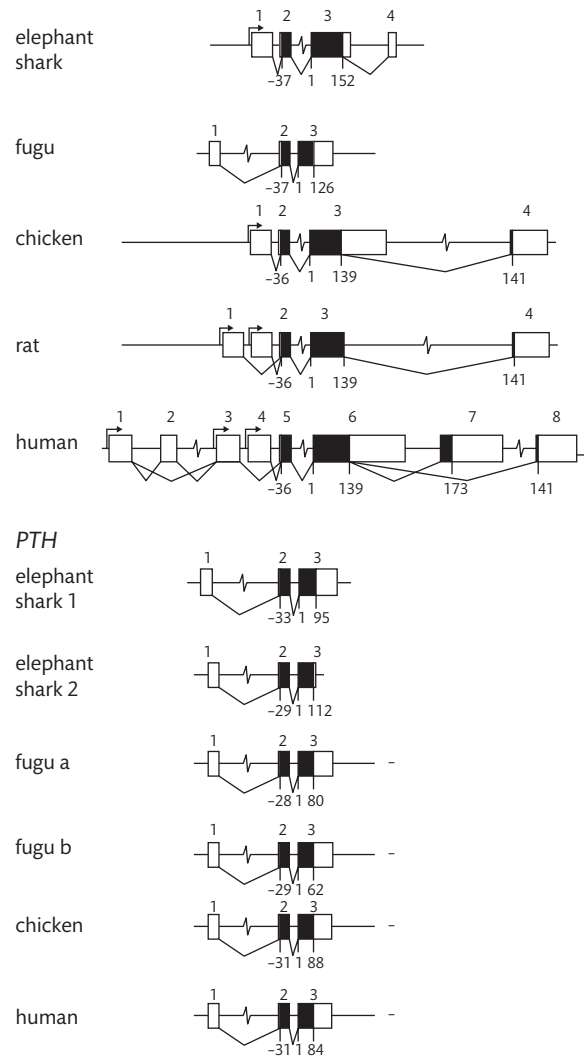 1 2 3 4
elephant
shark
–37 1 152
1 2 3
fugu
–37 1 126
1 2 3 4
chicken
–36 1 139 141
1 2 3 4
rat
–36 1 139 141
1 2 3 4 5 6 7 8
human
–36 1 139 173 141
PTH
1 2 3
elephant
shark 1
–33 1 95
1 2 3
elephant
shark 2
–29 1 112
1 2 3
fugu a –
–28 1 80
1 2 3
fugu b –
–29 1 62
1 2 3
chicken –
–31 1 88
1 2 3
human –
–31 1 84